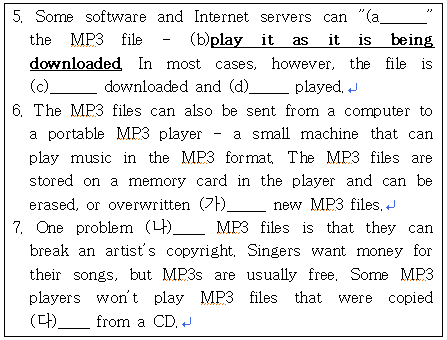 5. Some software and Internet servers can "(a_____"
the MP3 file - (b)play it as it is being
downloaded. In most cases, however, the file is
(c)______ downloaded and (d)_____ played.↵
6. The MP3 files can also be sent from a computer to
a portable MP3 player - a small machine that can
play music in the MP3 format. The MP3 files are
stored on a memory card in the player and can be
erased, or overwritten (가)_____ new MP3 files.↵
7. One problem (나)____ MP3 files is that they can
break an artist's copyright. Singers want money for
their songs, but MP3s are usually free. Some MP3
players won't play MP3 files that were copied
(다)____ from a CD.↵